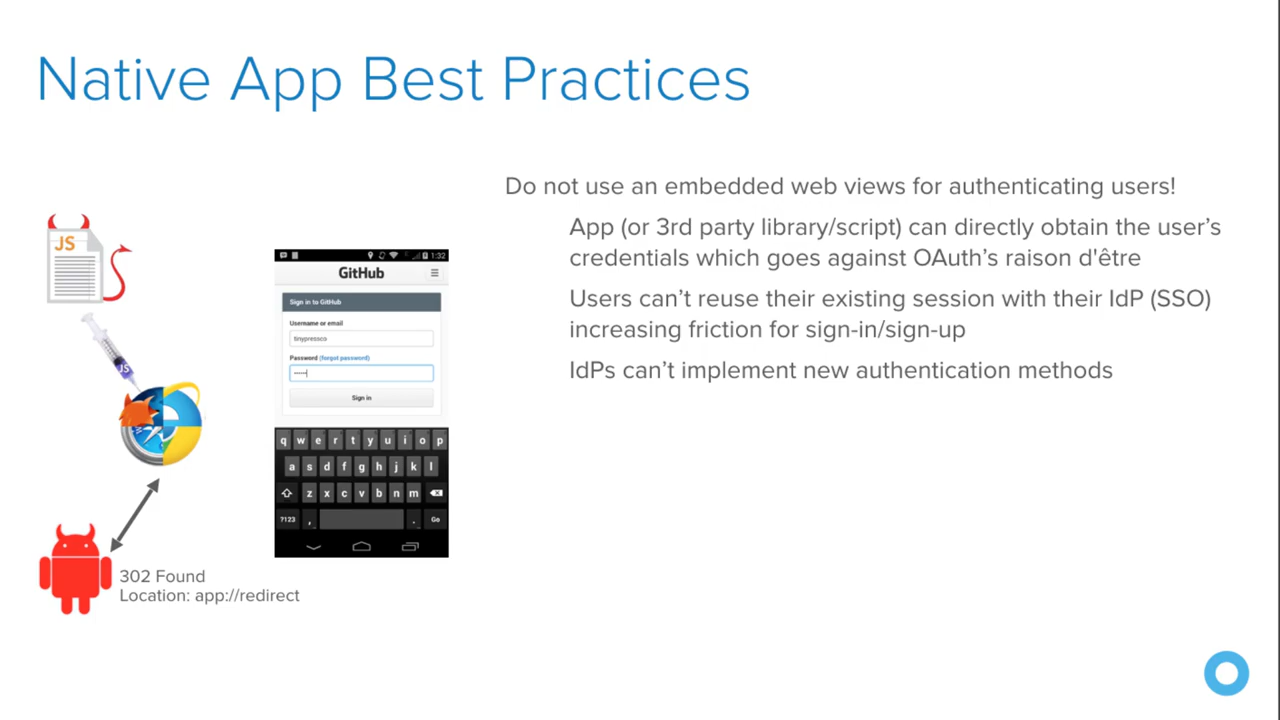 Native App Best Practices
Do not use an embedded web views for authenticating users!
App (or 3rd party library/script) can directly obtain the user’s
credentials which goes against OAuth’s raison d'être
Users can’t reuse their existing session with their IdP (SSO)
increasing friction for sign-in/sign-up
IdPs can’t implement new authentication methods
JS
JS
1:32
GitHub
Sign in to GitHub
Username or email
tinypressco
Password (forgot password)
Sign in
q w e r t y u i o p
a s d f g h j k l
z x c v b n m
?123 , . Go
302 Found
Location: app://redirect